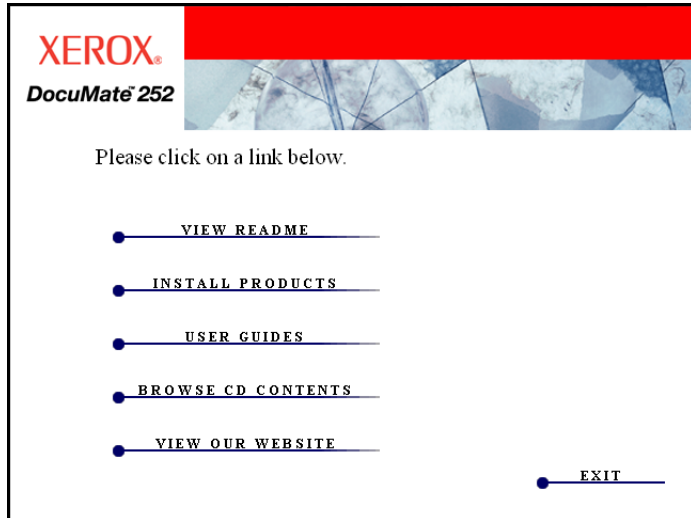 XEROX®
DocuMate™ 252
Please click on a link below.
VIEW README
INSTALL PRODUCTS
USER GUIDES
BROWSE CD CONTENTS
VIEW OUR WEBSITE
EXIT